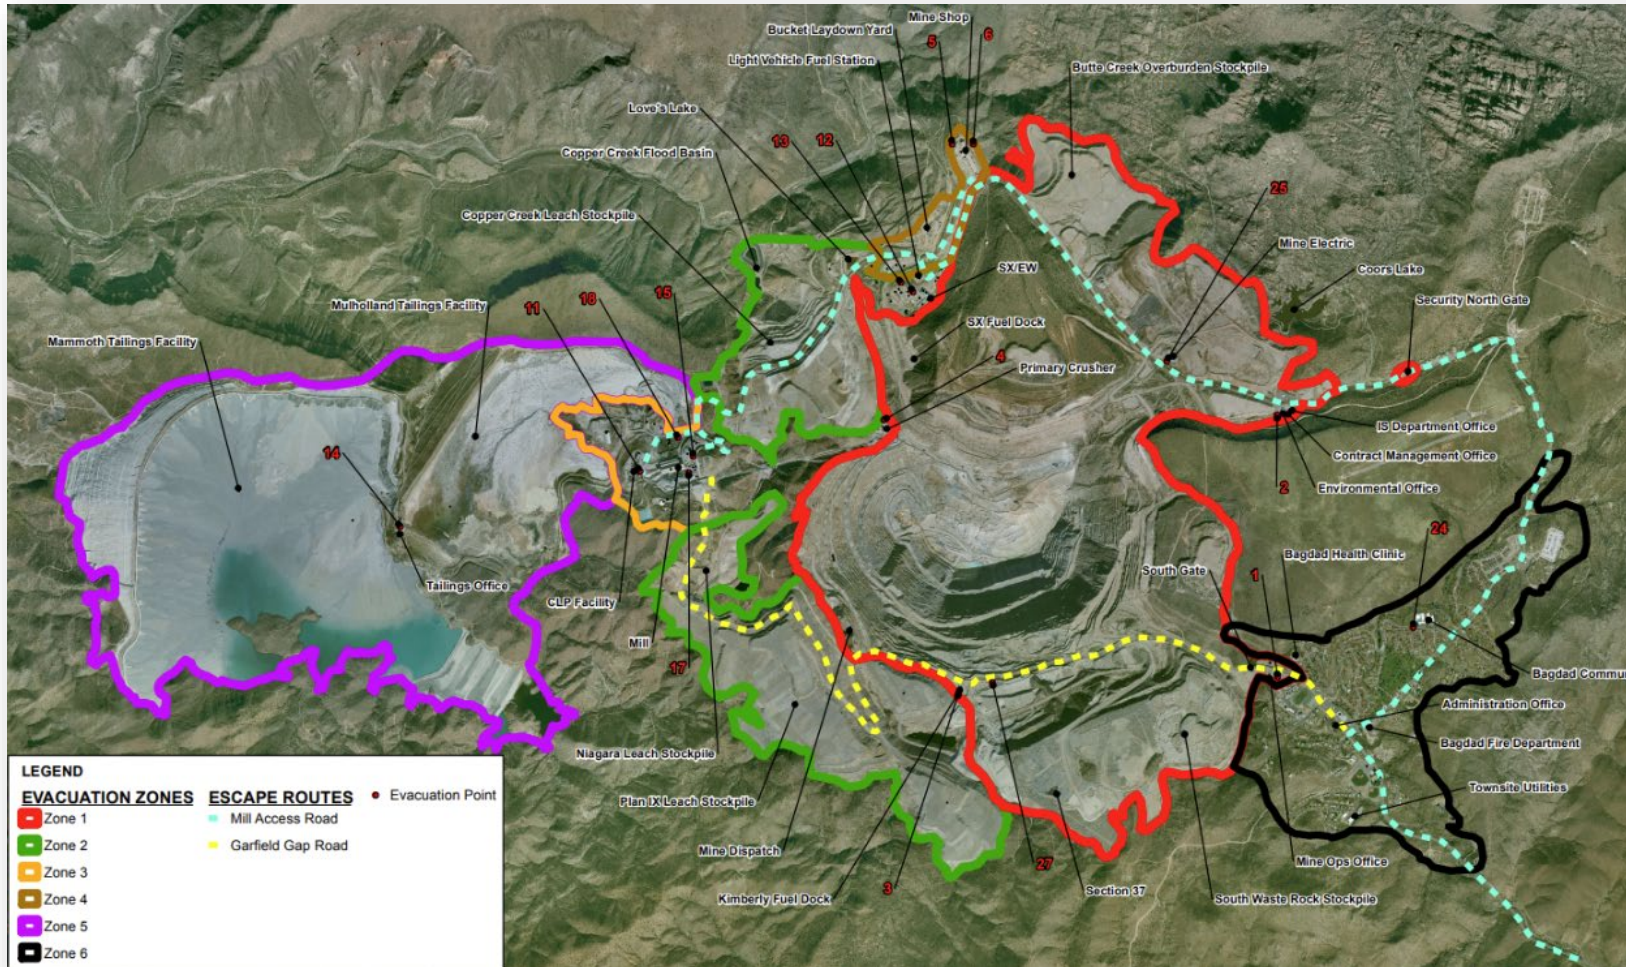 Mine Shop
Bucket Laydown Yard
5
6
Light Vehicle Fuel Station
Butte Creek Overburden Stockpile
Love's Lake
13
12
Copper Creek Flood Basin
25
Copper Creek Leach Stockpile
Mine Electric
SX/EW
Coors Lake
15
18
Mulholland Tailings Facility
11
Security North Gate
SX Fuel Dock
Mammoth Tailings Facility
4
Primary Crusher
IS Department Office
14
Contract Management Office
2
Environmental Office
24
Bagdad Health Clinic
South Gate
1
Tailings Office
CLP Facility
Mill
17
Bagdad Commun
Administration Office
Bagdad Fire Department
Niagara Leach Stockpile
Townsite Utilities
Plan IX Leach Stockpile
Mine Dispatch
Mine Ops Office
27
3
Section 37
Kimberly Fuel Dock
South Waste Rock Stockpile
LEGEND
EVACUATION ZONES ESCAPE ROUTES Evacuation Point
Zone 1 Mill Access Road
Zone 2 Garfield Gap Road
Zone 3
Zone 4
Zone 5
Zone 6